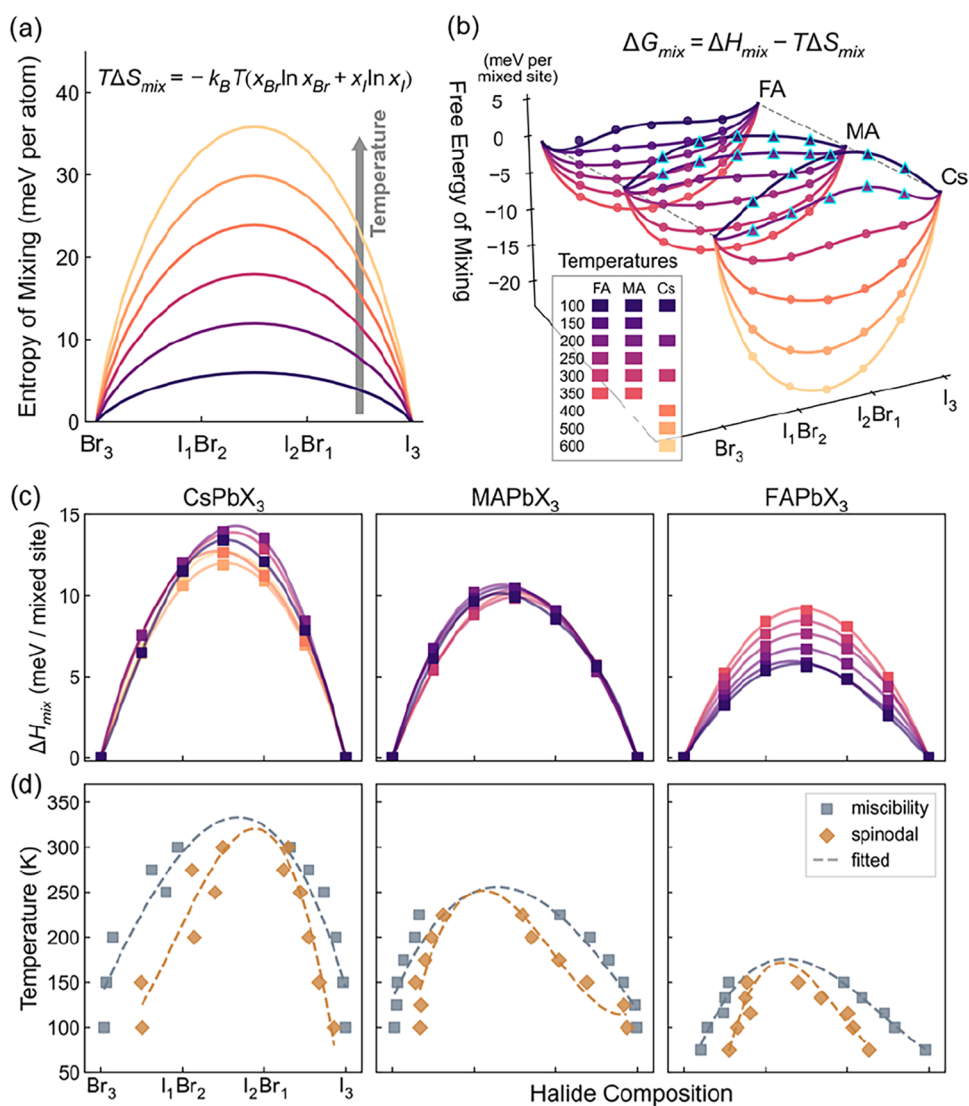 (a)
TΔS_mix = − k_B T(x_Br ln x_Br + x_I ln x_I)
Entropy of Mixing (meV per atom)
40
30
20
10
0
Temperature
Br₃
I₁Br₂
I₂Br₁
I₃
(b)
ΔG_mix = ΔH_mix − TΔS_mix
(meV per
mixed site)
Free Energy of Mixing
5
0
−5
−10
−15
−20
FA
MA
Cs
Temperatures
FA MA Cs
100
150
200
250
300
350
400
500
600
Br₃
I₁Br₂
I₂Br₁
I₃
(c)
CsPbX₃
MAPbX₃
FAPbX₃
ΔH_mix (meV / mixed site)
15
10
5
0
(d)
Temperature (K)
350
300
250
200
150
100
50
miscibility
spinodal
fitted
Br₃
I₁Br₂
I₂Br₁
I₃
Halide Composition